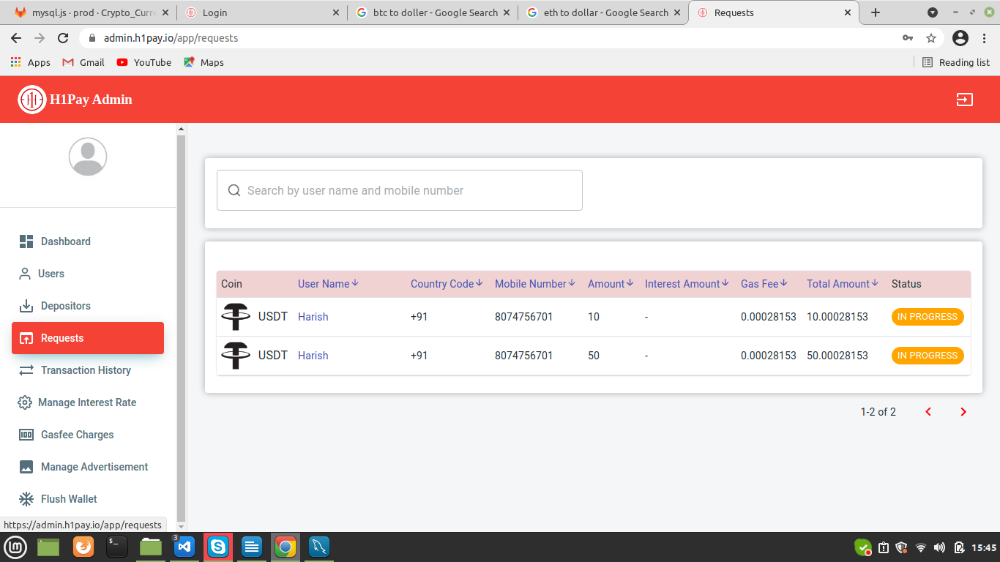 mysql.js · prod · Crypto_Curr
Login
btc to doller - Google Search
eth to dollar - Google Search
Requests
admin.h1pay.io/app/requests
Apps
Gmail
YouTube
Maps
Reading list
H1Pay Admin
Search by user name and mobile number
Dashboard
Users
Depositors
Requests
Transaction History
Manage Interest Rate
Gasfee Charges
Manage Advertisement
Flush Wallet
Coin User Name Country Code Mobile Number Amount Interest Amount Gas Fee Total Amount Status
USDT Harish +91 8074756701 10 - 0.00028153 10.00028153 IN PROGRESS
USDT Harish +91 8074756701 50 - 0.00028153 50.00028153 IN PROGRESS
1-2 of 2
https://admin.h1pay.io/app/requests
3
15:45